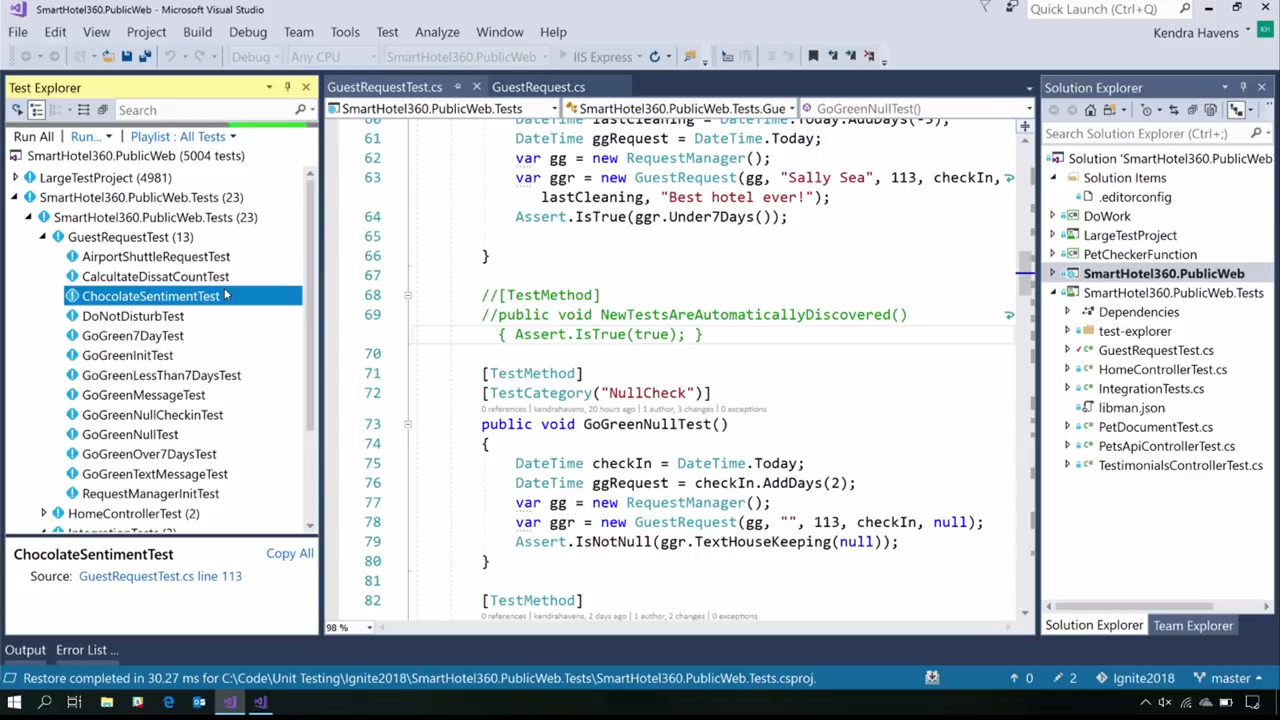 SmartHotel360.PublicWeb - Microsoft Visual Studio
Quick Launch (Ctrl+Q)
File Edit View Project Build Debug Team Tools Test Analyze Window Help
Kendra Havens KH
Debug Any CPU SmartHotel360.PublicWeb IIS Express
Test Explorer
Search
Run All Run... Playlist : All Tests
SmartHotel360.PublicWeb (5004 tests)
LargeTestProject (4981)
SmartHotel360.PublicWeb.Tests (23)
SmartHotel360.PublicWeb.Tests (23)
GuestRequestTest (13)
AirportShuttleRequestTest
CalcultateDissatCountTest
ChocolateSentimentTest
DoNotDisturbTest
GoGreen7DayTest
GoGreenInitTest
GoGreenLessThan7DaysTest
GoGreenMessageTest
GoGreenNullCheckinTest
GoGreenNullTest
GoGreenOver7DaysTest
GoGreenTextMessageTest
RequestManagerInitTest
HomeControllerTest (2)
IntegrationTests (2)
ChocolateSentimentTest Copy All
Source: GuestRequestTest.cs line 113
GuestRequestTest.cs GuestRequest.cs
SmartHotel360.PublicWeb.Tests SmartHotel360.PublicWeb.Tests.Gue GoGreenNullTest()
60 DateTime lastCleaning = DateTime.Today.AddDays(-5);
61 DateTime ggRequest = DateTime.Today;
62 var gg = new RequestManager();
63 var ggr = new GuestRequest(gg, "Sally Sea", 113, checkIn,
lastCleaning, "Best hotel ever!");
64 Assert.IsTrue(ggr.Under7Days());
65
66 }
67
68 //[TestMethod]
69 //public void NewTestsAreAutomaticallyDiscovered()
{ Assert.IsTrue(true); }
70
71 [TestMethod]
72 [TestCategory("NullCheck")]
0 references | kendrahavens, 20 hours ago | 1 author, 3 changes | 0 exceptions
73 public void GoGreenNullTest()
74 {
75 DateTime checkIn = DateTime.Today;
76 DateTime ggRequest = checkIn.AddDays(2);
77 var gg = new RequestManager();
78 var ggr = new GuestRequest(gg, "", 113, checkIn, null);
79 Assert.IsNotNull(ggr.TextHouseKeeping(null));
80 }
81
82 [TestMethod]
0 references | kendrahavens, 2 days ago | 1 author, 2 changes | 0 exceptions
98 %
Solution Explorer
Search Solution Explorer (Ctrl+;)
Solution 'SmartHotel360.PublicWeb
Solution Items
.editorconfig
DoWork
LargeTestProject
PetCheckerFunction
SmartHotel360.PublicWeb
SmartHotel360.PublicWeb.Tests
Dependencies
test-explorer
GuestRequestTest.cs
HomeControllerTest.cs
IntegrationTests.cs
libman.json
PetDocumentTest.cs
PetsApiControllerTest.cs
TestimonialsControllerTest.cs
Solution Explorer Team Explorer
Output Error List ...
Restore completed in 30.27 ms for C:\Code\Unit Testing\Ignite2018\SmartHotel360.PublicWeb.Tests\SmartHotel360.PublicWeb.Tests.csproj. 0 2 Ignite2018 master